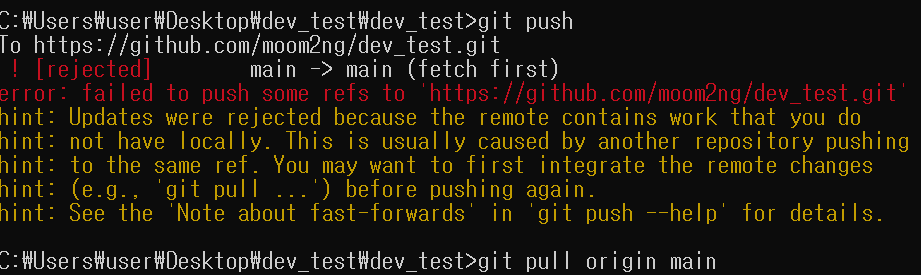 C:₩Users₩user₩Desktop₩dev_test₩dev_test>git push
To https://github.com/moom2ng/dev_test.git
! [rejected] main -> main (fetch first)
error: failed to push some refs to 'https://github.com/moom2ng/dev_test.git'
hint: Updates were rejected because the remote contains work that you do
hint: not have locally. This is usually caused by another repository pushing
hint: to the same ref. You may want to first integrate the remote changes
hint: (e.g., 'git pull ...') before pushing again.
hint: See the 'Note about fast-forwards' in 'git push --help' for details.
C:₩Users₩user₩Desktop₩dev_test₩dev_test>git pull origin main